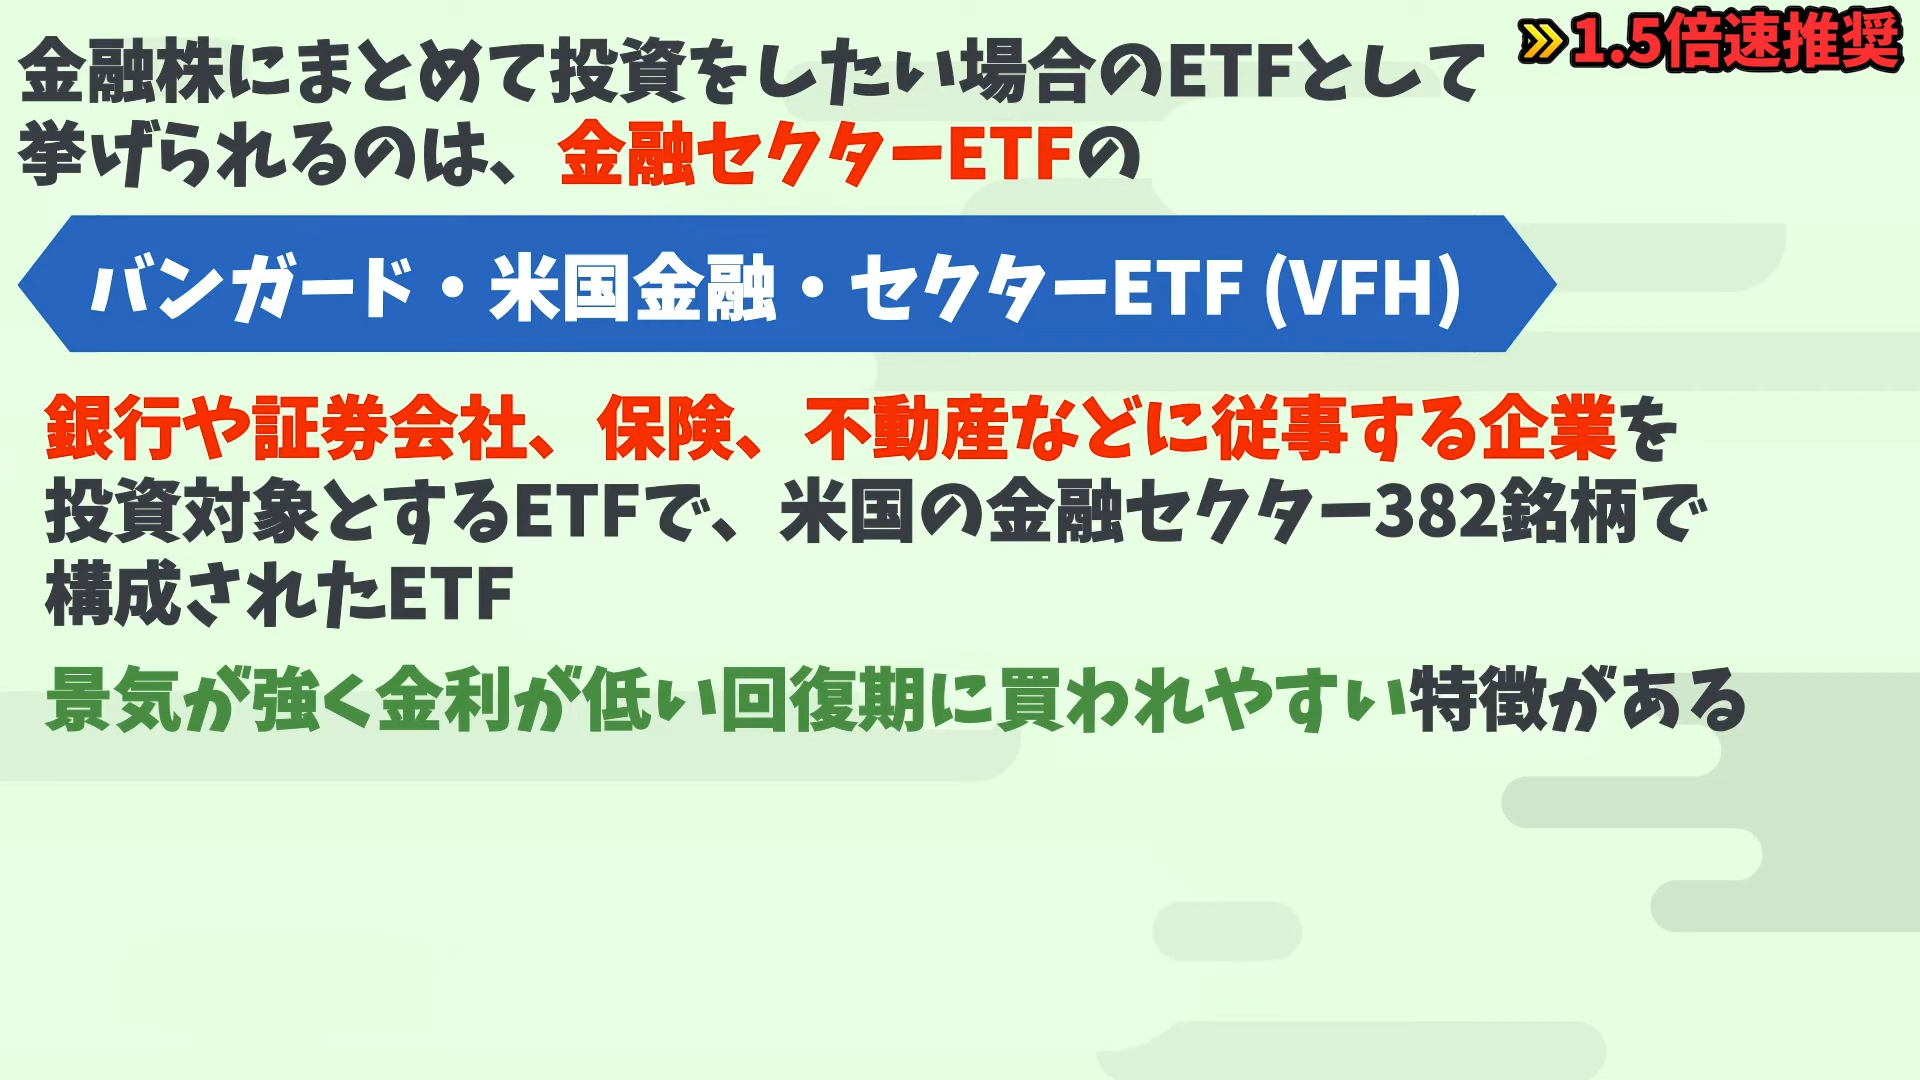 金融株にまとめて投資をしたい場合のETFとして
1.5倍速推奨
挙げられるのは、金融セクターETFの
バンガード・米国金融・セクターETF (VFH)
銀行や証券会社、保険、不動産などに従事する企業を
投資対象とするETFで、米国の金融セクター382銘柄で
構成されたETF
景気が強く金利が低い回復期に買われやすい特徴がある